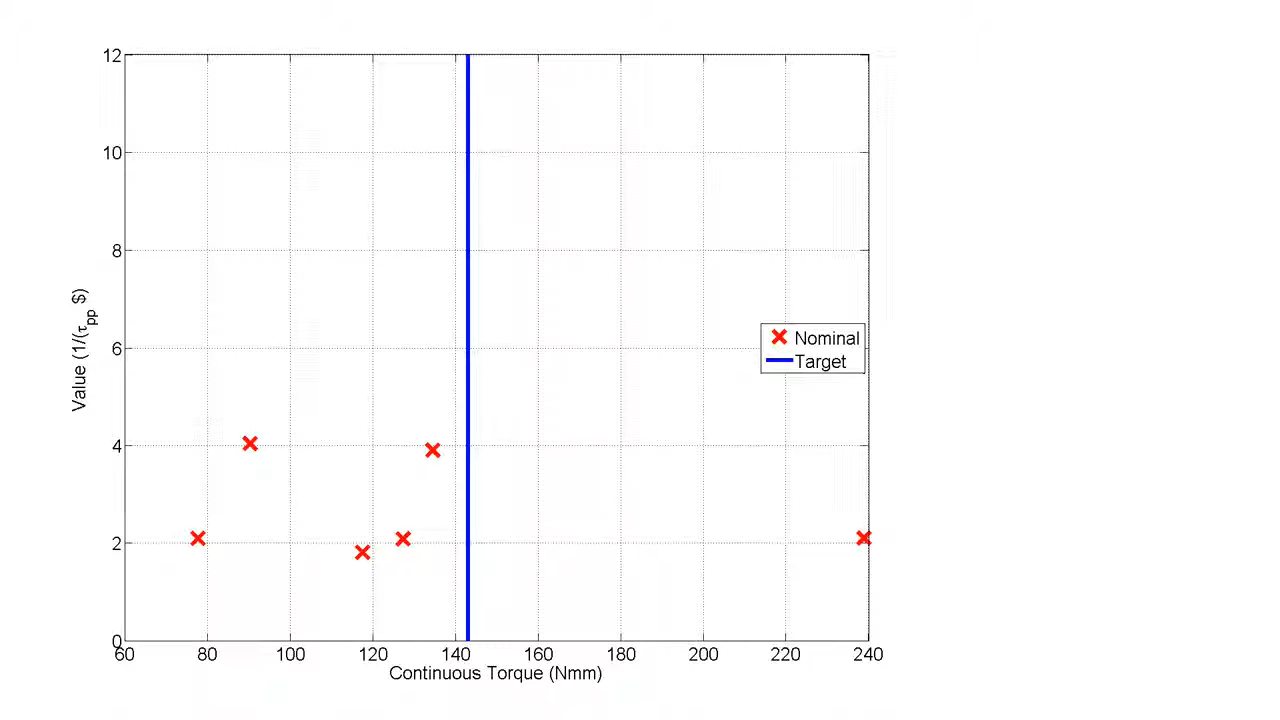 12
10
8
6
4
2
0
Value (1/(τpp $)
60 80 100 120 140 160 180 200 220 240
Continuous Torque (Nmm)
Nominal
Target